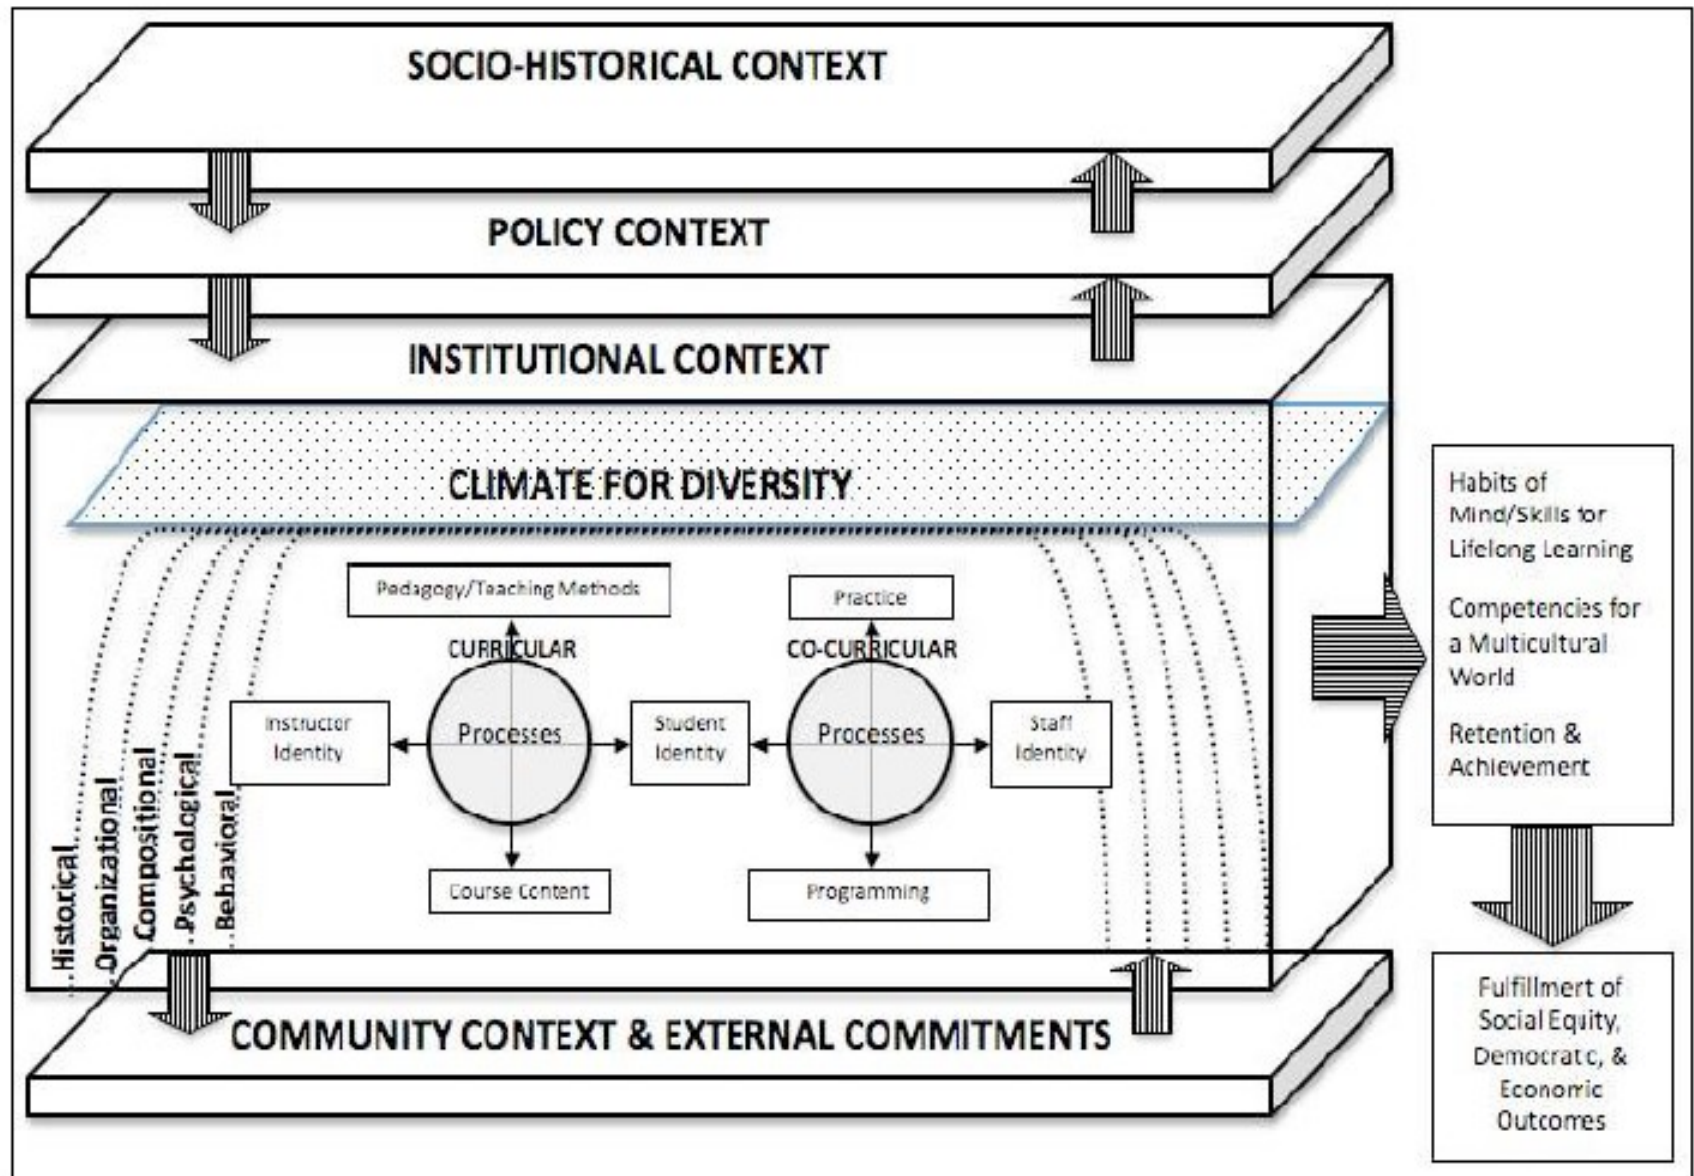 SOCIO-HISTORICAL CONTEXT
POLICY CONTEXT
INSTITUTIONAL CONTEXT
CLIMATE FOR DIVERSITY
Pedagogy/Teaching Methods
Practice
CURRICULAR
CO-CURRICULAR
Instructor
Identity
Processes
Student
Identity
Processes
Staff
Identity
Course Content
Programming
Historical
Organizational
Compositional
Psychological
Behavioral
COMMUNITY CONTEXT & EXTERNAL COMMITMENTS
Habits of
Mind/Skills for
Lifelong Learning
Competencies for
a Multicultural
World
Retention &
Achievement
Fulfillment of
Social Equity,
Democratic, &
Economic
Outcomes